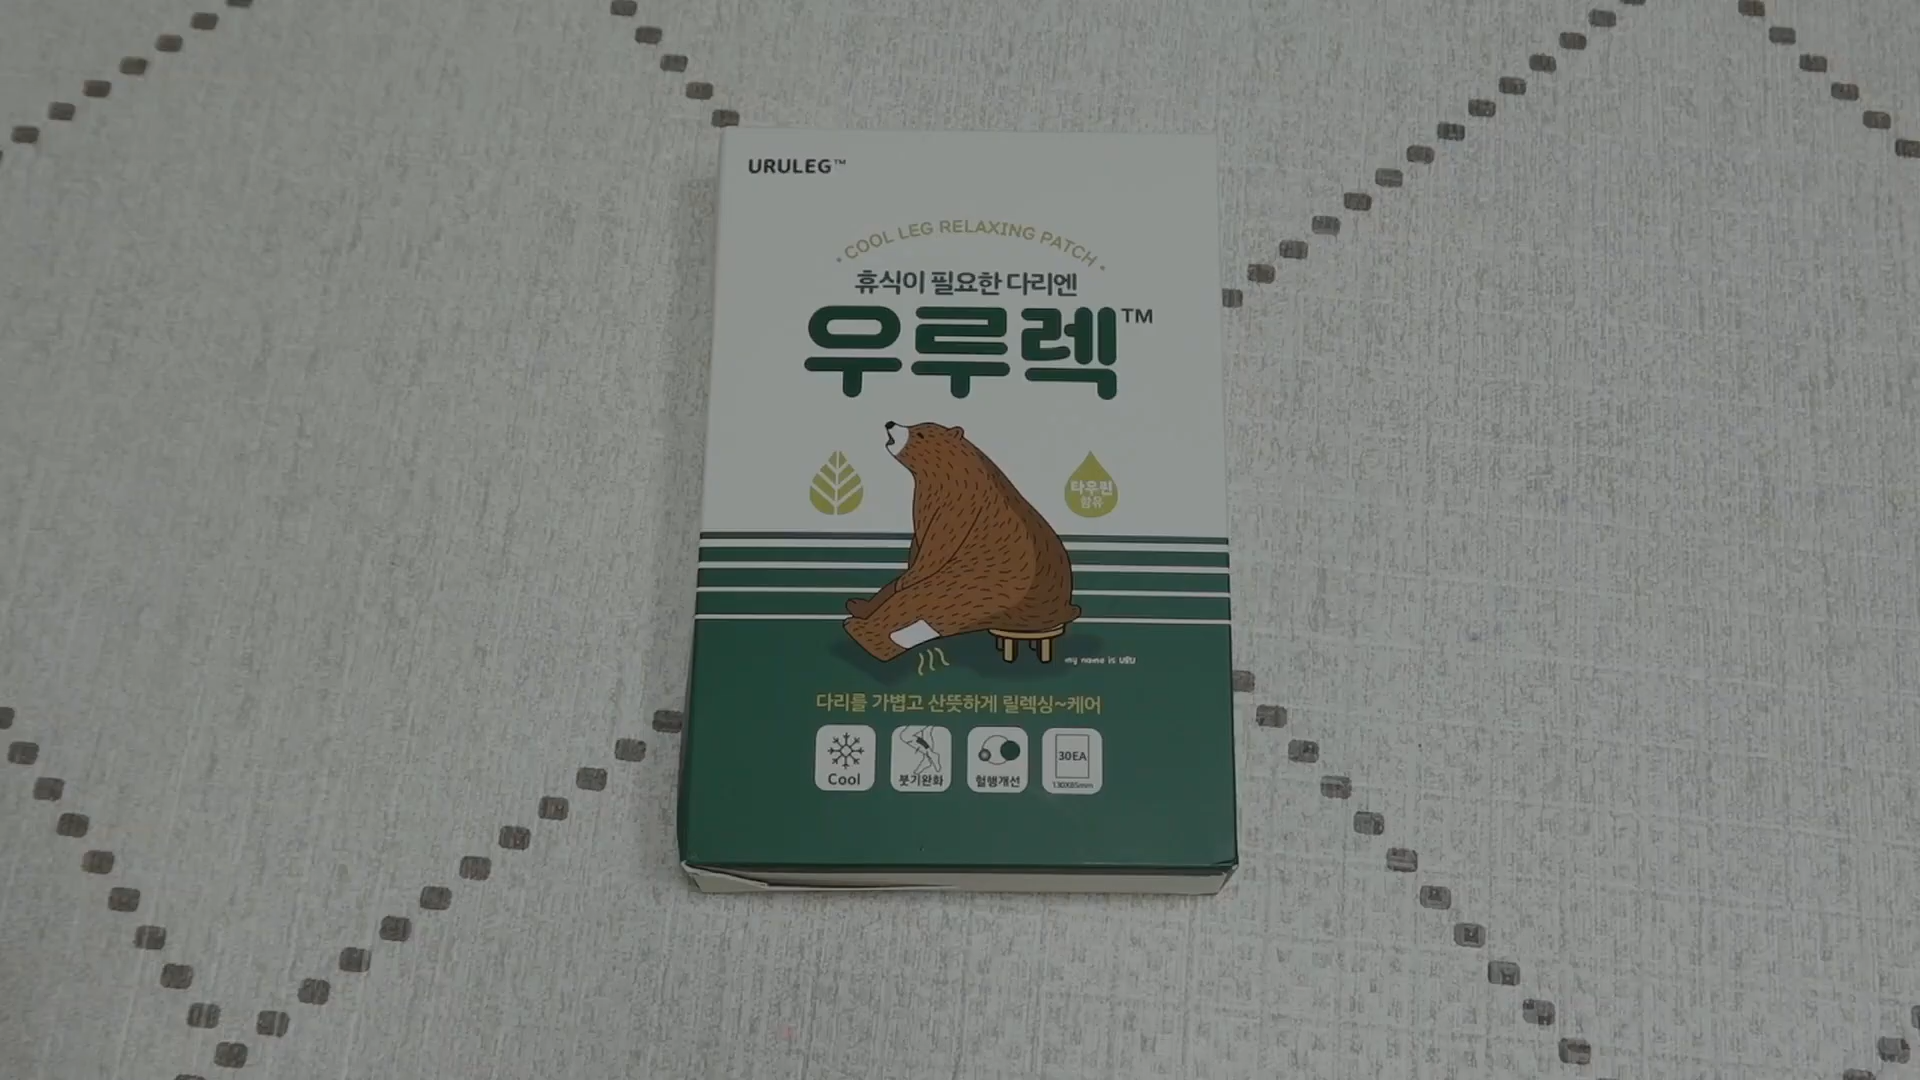 URULEG™
• COOL LEG RELAXING PATCH •
휴식이 필요한 다리엔
우루렉™
타우린
함유
my name is URU
다리를 가볍고 산뜻하게 릴렉싱~케어
Cool
붓기완화
혈행개선
30EA
130X85mm